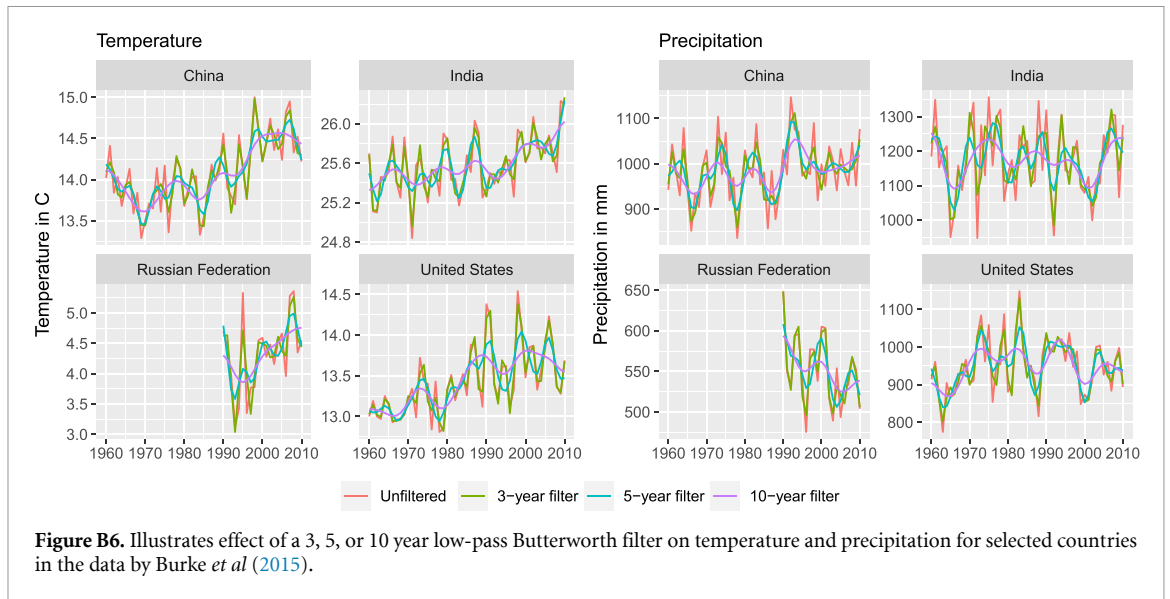 Temperature
Precipitation
China
India
China
India
15.0
14.5
14.0
13.5
26.0
25.6
25.2
24.8
1100
1000
900
1300
1200
1100
1000
Temperature in C
Precipitation in mm
Russian Federation
United States
Russian Federation
United States
5.0
4.5
4.0
3.5
3.0
14.5
14.0
13.5
13.0
650
600
550
500
1100
1000
900
800
1960 1970 1980 1990 2000 2010
1960 1970 1980 1990 2000 2010
1960 1970 1980 1990 2000 2010
1960 1970 1980 1990 2000 2010
Unfiltered 3−year filter 5−year filter 10−year filter
Figure B6. Illustrates effect of a 3, 5, or 10 year low-pass Butterworth filter on temperature and precipitation for selected countries
in the data by Burke et al (2015).